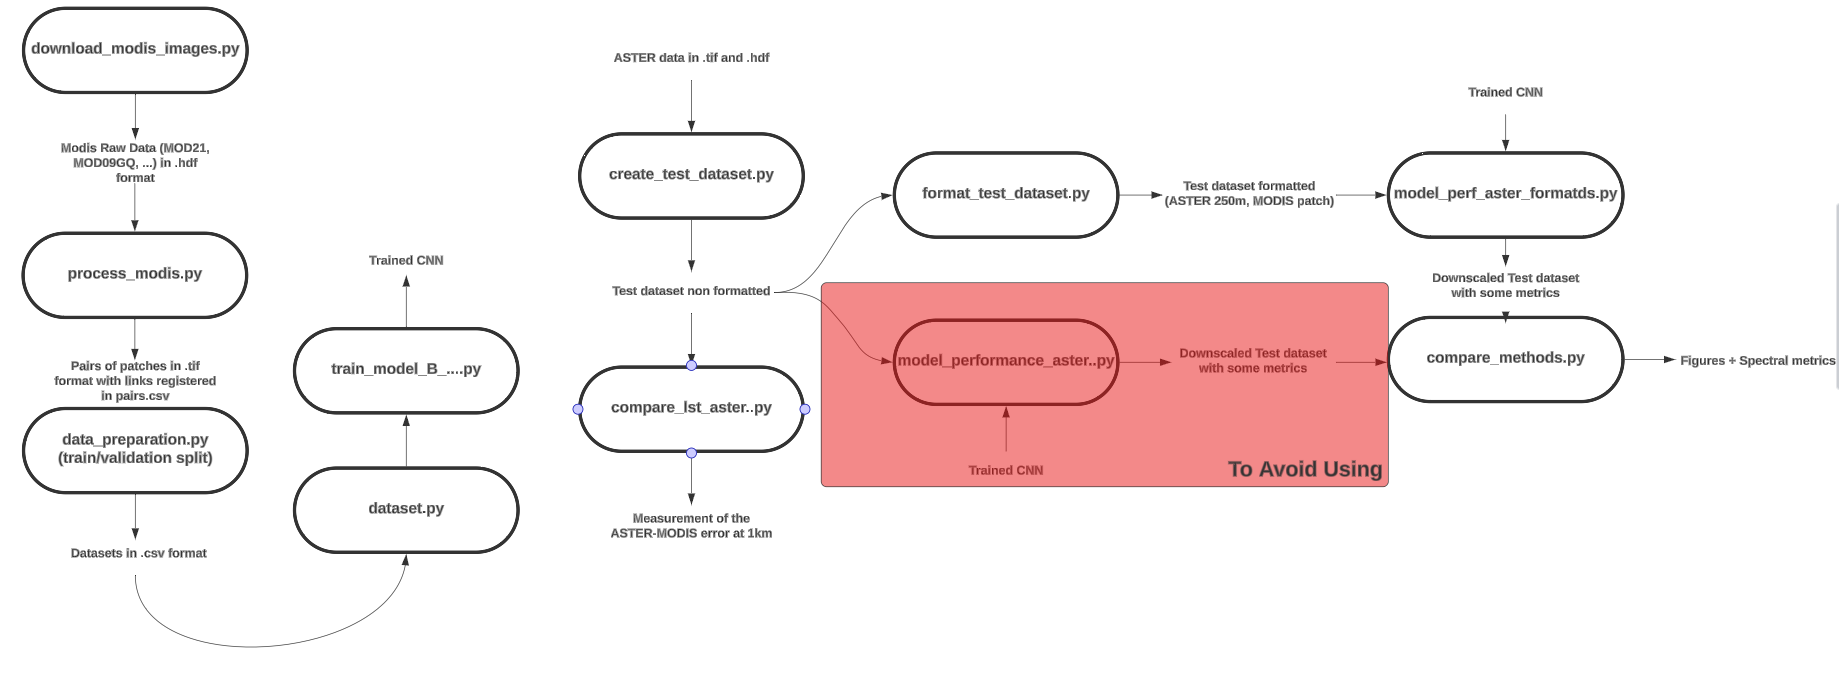 download_modis_images.py
Modis Raw Data (MOD21,
MOD09GQ, ...) in .hdf
format
process_modis.py
Pairs of patches in .tif
format with links registered
in pairs.csv
data_preparation.py
(train/validation split)
Datasets in .csv format
Trained CNN
train_model_B_....py
dataset.py
ASTER data in .tif and .hdf
create_test_dataset.py
Test dataset non formatted
compare_lst_aster..py
Measurement of the
ASTER-MODIS error at 1km
format_test_dataset.py
Test dataset formatted
(ASTER 250m, MODIS patch)
Trained CNN
model_perf_aster_formatds.py
Downscaled Test dataset
with some metrics
model_performance_aster..py
Downscaled Test dataset
with some metrics
Trained CNN
To Avoid Using
compare_methods.py
Figures + Spectral metrics